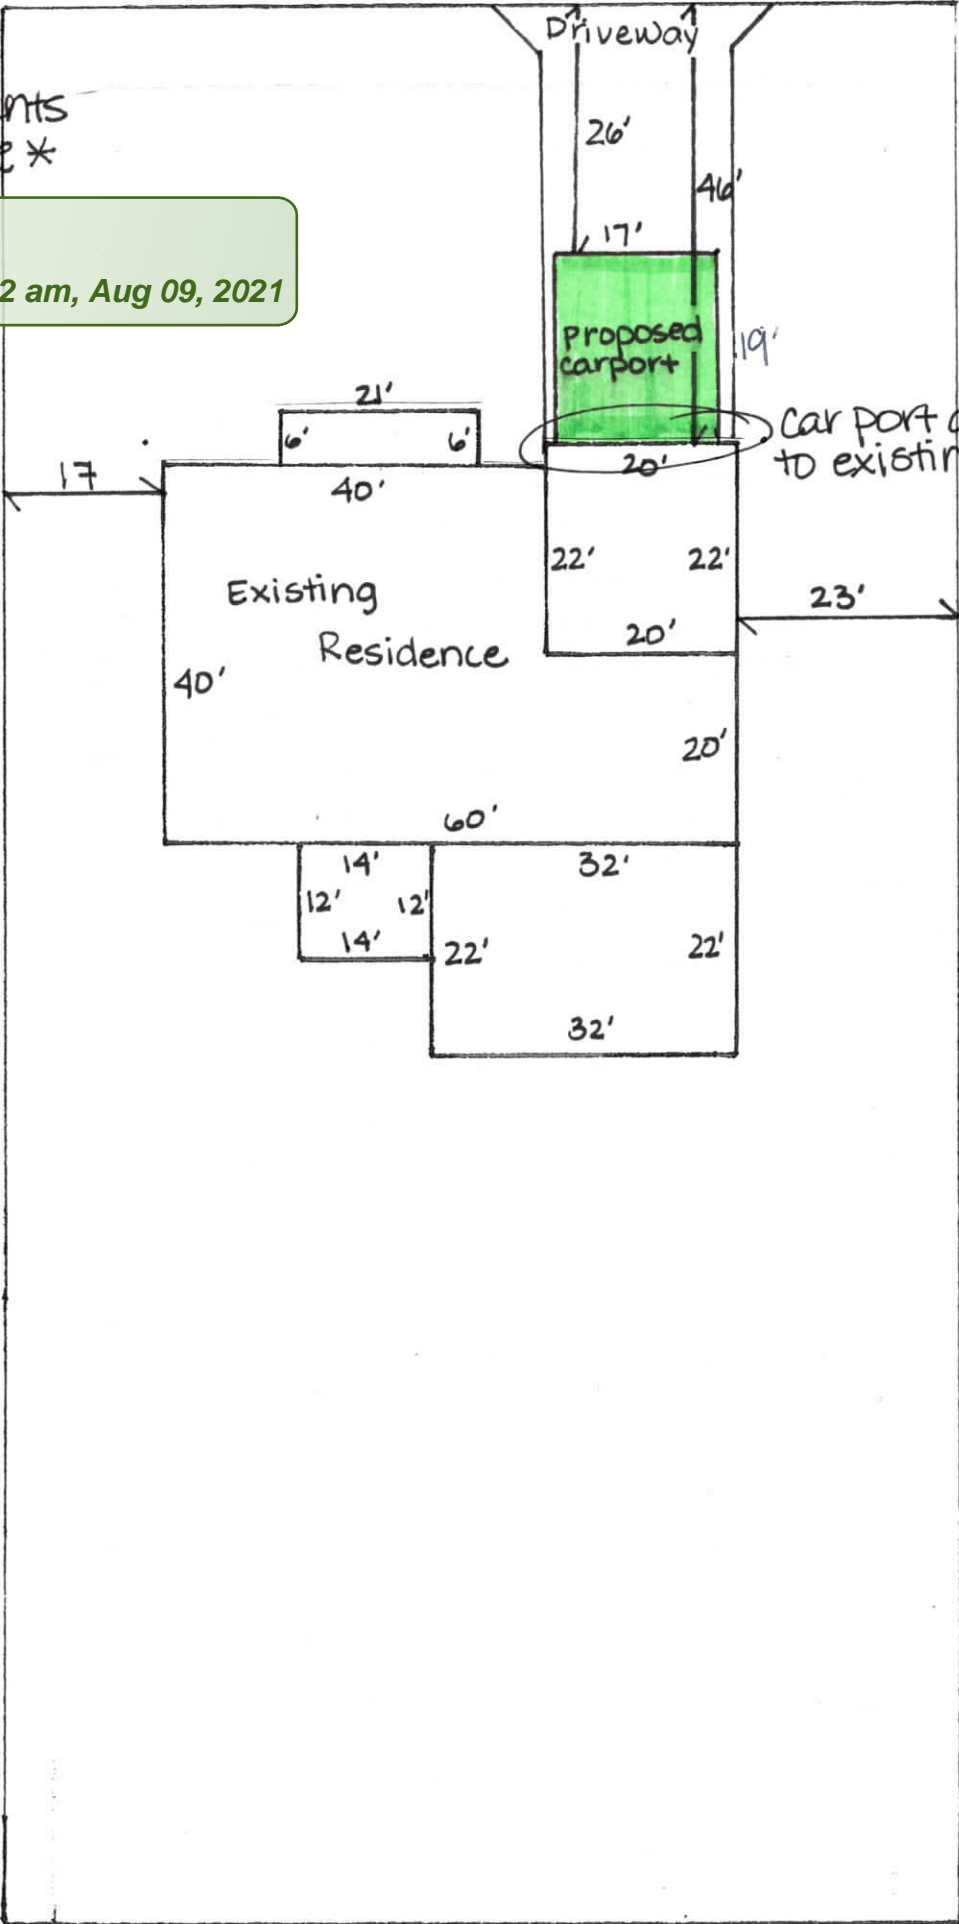 Driveway
nts
*
26'
46'
17'
2 am, Aug 09, 2021
proposed
carport
19'
21'
6'
6'
car port
to existin
20'
17
40'
22'
22'
23'
Existing
Residence
20'
40'
20'
60'
14'
32'
12'
12'
14'
22'
22'
32'